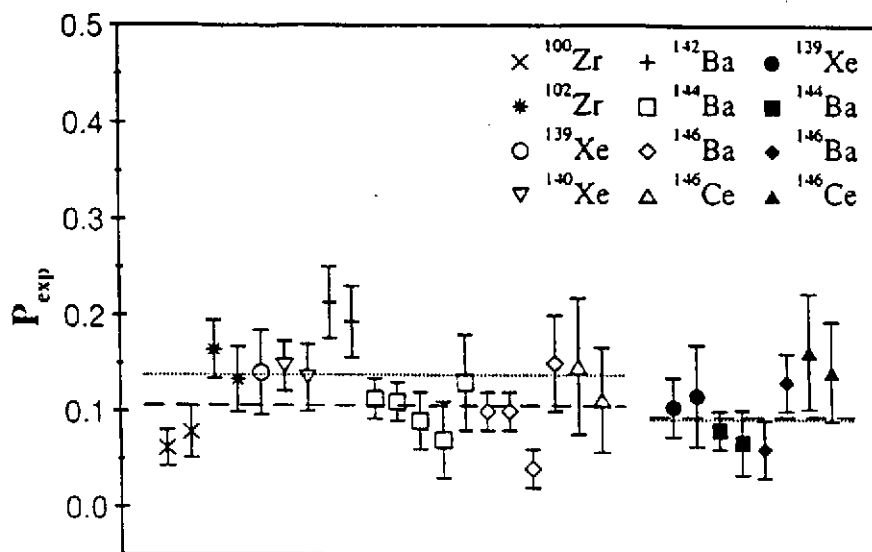 0.5
0.4
0.3
0.2
0.1
0.0
P_exp
¹⁰⁰Zr ¹⁴²Ba ¹³⁹Xe
¹⁰²Zr ¹⁴⁴Ba ¹⁴⁴Ba
¹³⁹Xe ¹⁴⁶Ba ¹⁴⁶Ba
¹⁴⁰Xe ¹⁴⁶Ce ¹⁴⁶Ce